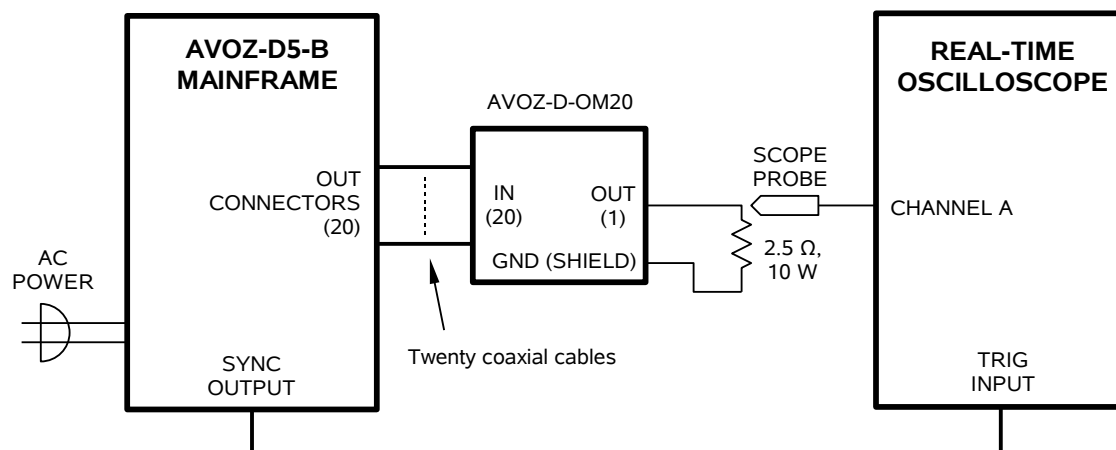 AVOZ-D5-B
MAINFRAME
REAL-TIME
OSCILLOSCOPE
AVOZ-D-OM20
SCOPE
PROBE
OUT
CONNECTORS
(20)
IN
(20)
OUT
(1)
CHANNEL A
GND (SHIELD)
2.5 Ω,
10 W
AC
POWER
Twenty coaxial cables
SYNC
OUTPUT
TRIG
INPUT